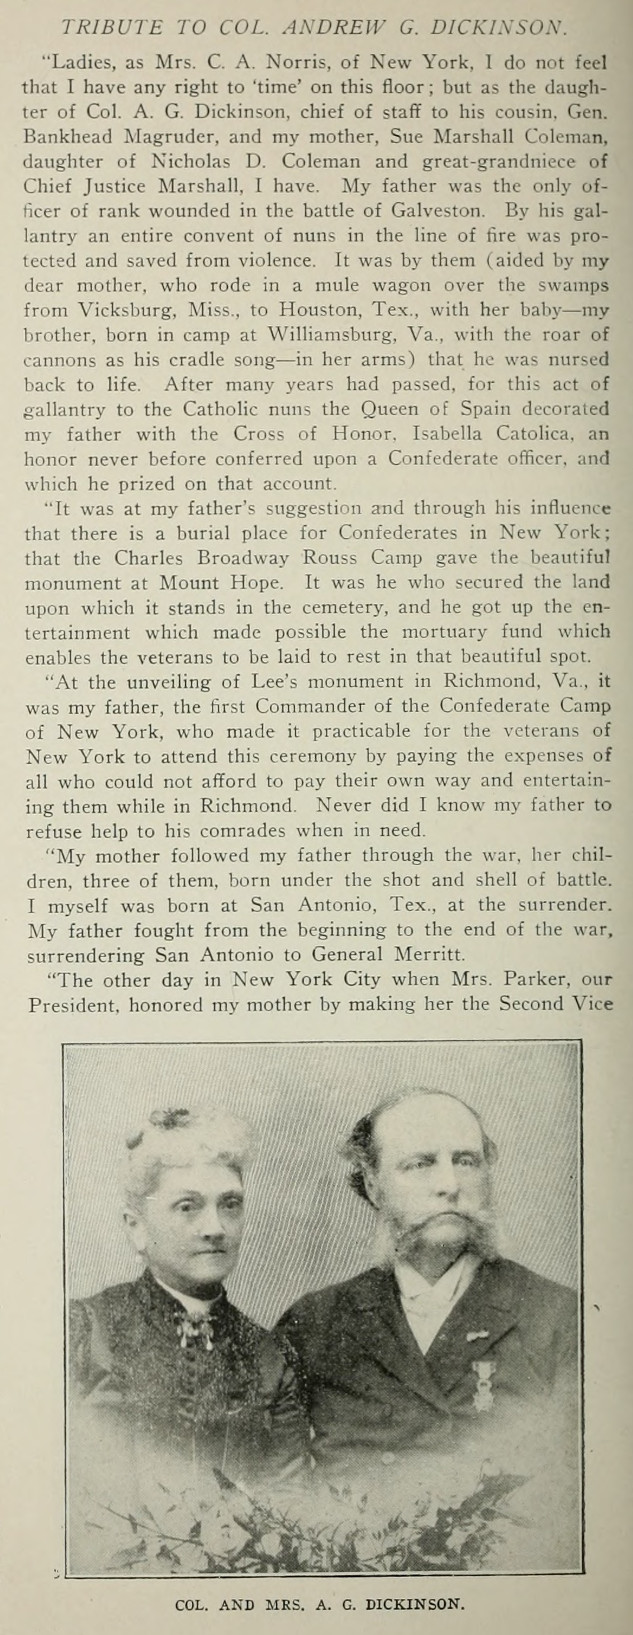 TRIBUTE TO COL. ANDREW G. DICKINSON.
"Ladies, as Mrs. C. A. Norris, of New York, I do not feel
that I have any right to 'time' on this floor; but as the daugh-
ter of Col. A. G. Dickinson, chief of staff to his cousin, Gen.
Bankhead Magruder, and my mother, Sue Marshall Coleman,
daughter of Nicholas D. Coleman and great-grandniece of
Chief Justice Marshall, I have. My father was the only of-
ficer of rank wounded in the battle of Galveston. By his gal-
lantry an entire convent of nuns in the line of fire was pro-
tected and saved from violence. It was by them (aided by my
dear mother, who rode in a mule wagon over the swamps
from Vicksburg, Miss., to Houston, Tex., with her baby—my
brother, born in camp at Williamsburg, Va., with the roar of
cannons as his cradle song—in her arms) that he was nursed
back to life. After many years had passed, for this act of
gallantry to the Catholic nuns the Queen of Spain decorated
my father with the Cross of Honor, Isabella Catolica, an
honor never before conferred upon a Confederate officer, and
which he prized on that account.
"It was at my father's suggestion and through his influence
that there is a burial place for Confederates in New York;
that the Charles Broadway Rouss Camp gave the beautiful
monument at Mount Hope. It was he who secured the land
upon which it stands in the cemetery, and he got up the en-
tertainment which made possible the mortuary fund which
enables the veterans to be laid to rest in that beautiful spot.
"At the unveiling of Lee's monument in Richmond, Va., it
was my father, the first Commander of the Confederate Camp
of New York, who made it practicable for the veterans of
New York to attend this ceremony by paying the expenses of
all who could not afford to pay their own way and entertain-
ing them while in Richmond. Never did I know my father to
refuse help to his comrades when in need.
"My mother followed my father through the war, her chil-
dren, three of them, born under the shot and shell of battle.
I myself was born at San Antonio, Tex., at the surrender.
My father fought from the beginning to the end of the war,
surrendering San Antonio to General Merritt.
"The other day in New York City when Mrs. Parker, our
President, honored my mother by making her the Second Vice
COL. AND MRS. A. G. DICKINSON.